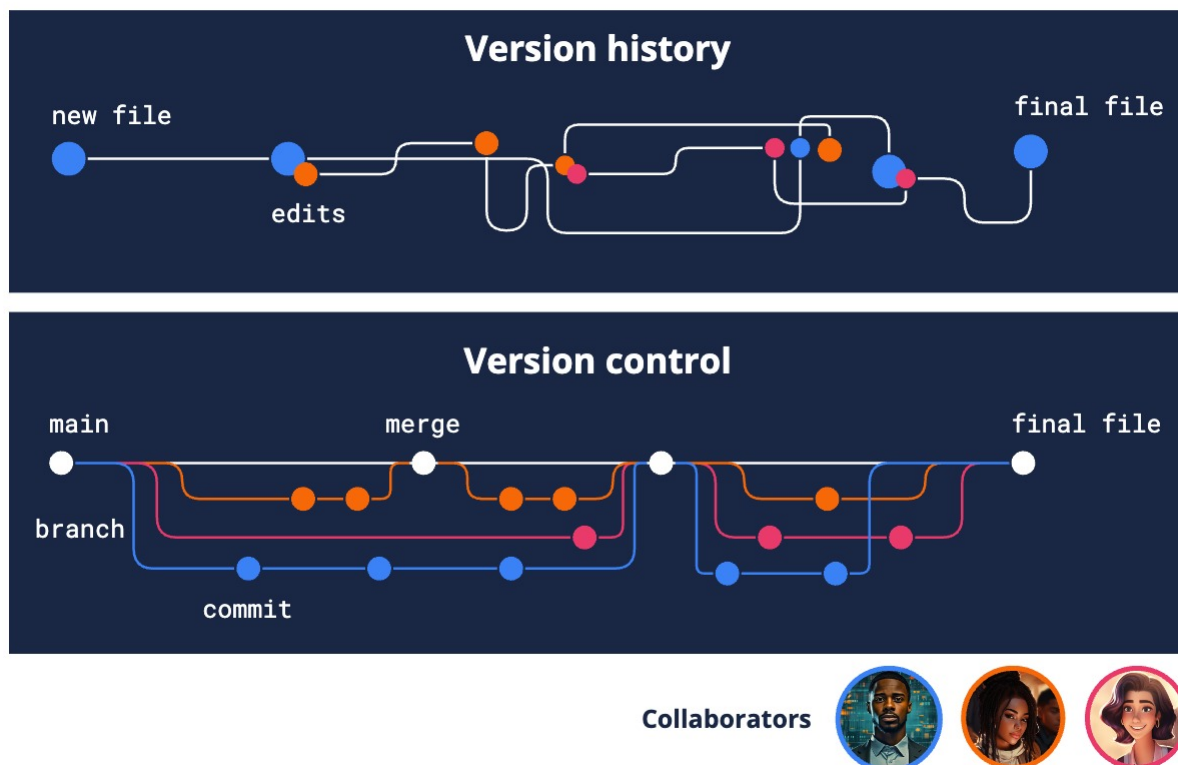 Version history
new file
final file
edits
Version control
main
merge
final file
branch
commit
Collaborators